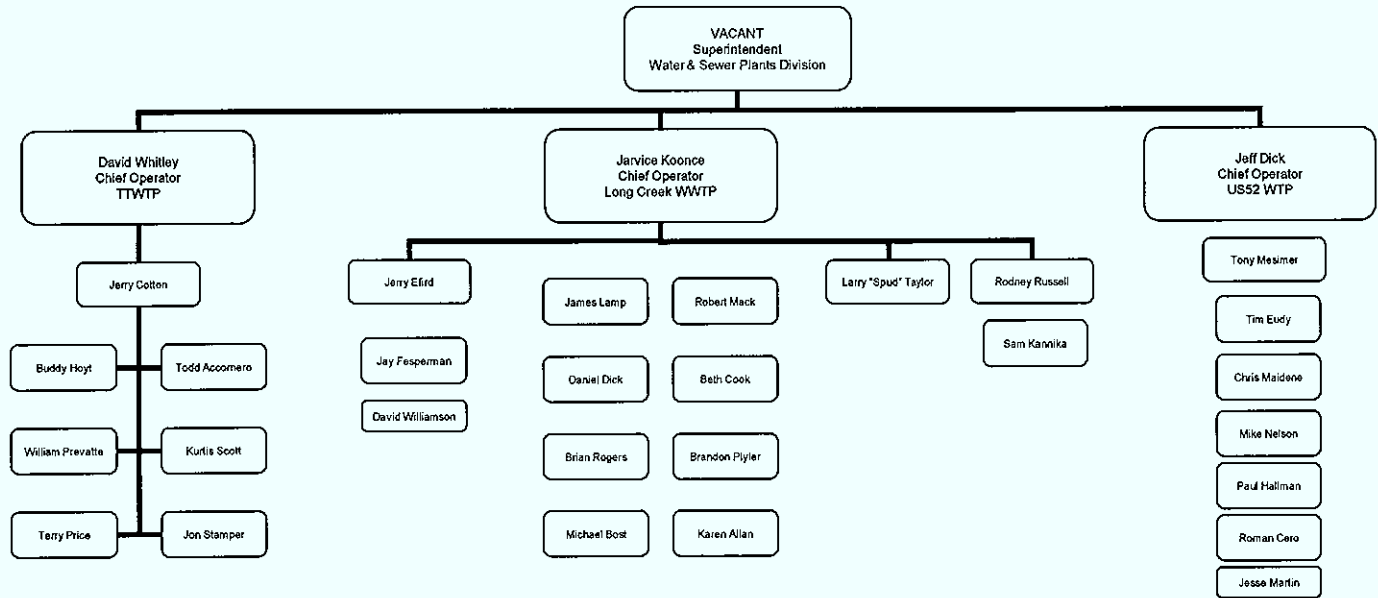 VACANT
Superintendent
Water & Sewer Plants Division
David Whitley
Chief Operator
TTWTP
Jarvice Koonce
Chief Operator
Long Creek WWTP
Jeff Dick
Chief Operator
US52 WTP
Jerry Cotton
Buddy Hoyt
Todd Accornero
William Prevatte
Kurtis Scott
Terry Price
Jon Stamper
Jerry Efird
Jay Fesperman
David Williamson
James Lamp
Robert Mack
Daniel Dick
Beth Cook
Brian Rogers
Brandon Plyler
Michael Bost
Karen Allan
Larry "Spud" Taylor
Rodney Russell
Sam Kannika
Tony Mesimer
Tim Eudy
Chris Maidene
Mike Nelson
Paul Hallman
Roman Cero
Jesse Martin